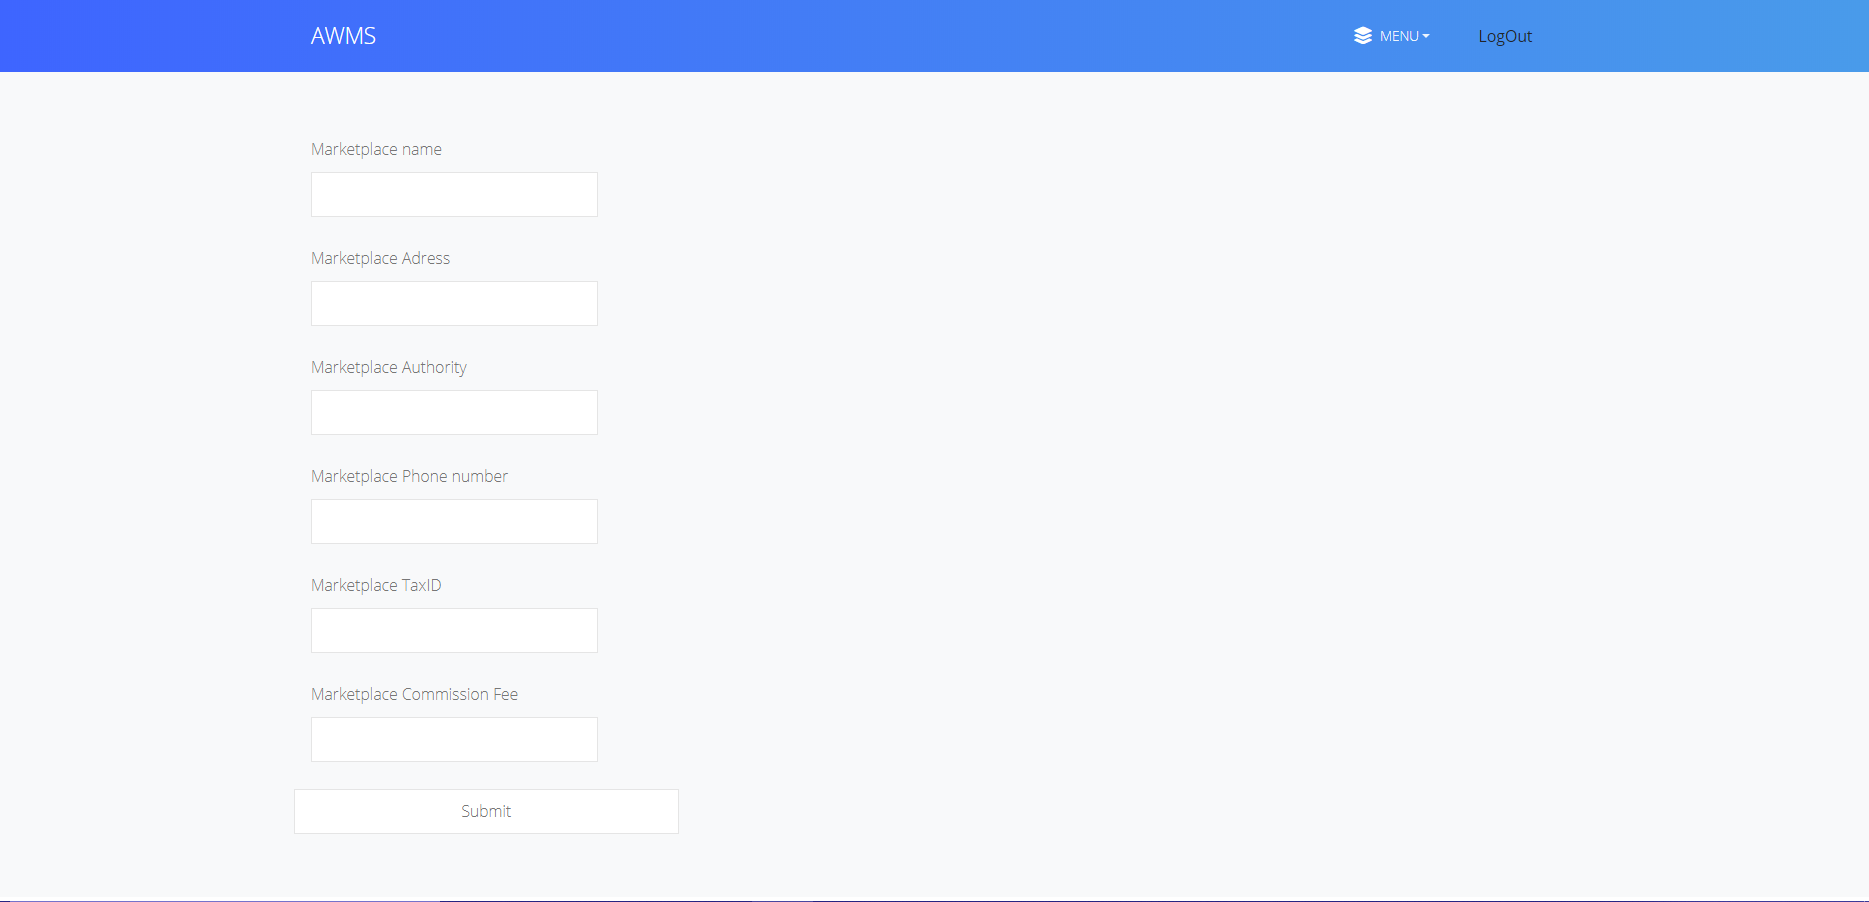 AWMS
MENU
LogOut
Marketplace name
Marketplace Adress
Marketplace Authority
Marketplace Phone number
Marketplace TaxID
Marketplace Commission Fee
Submit